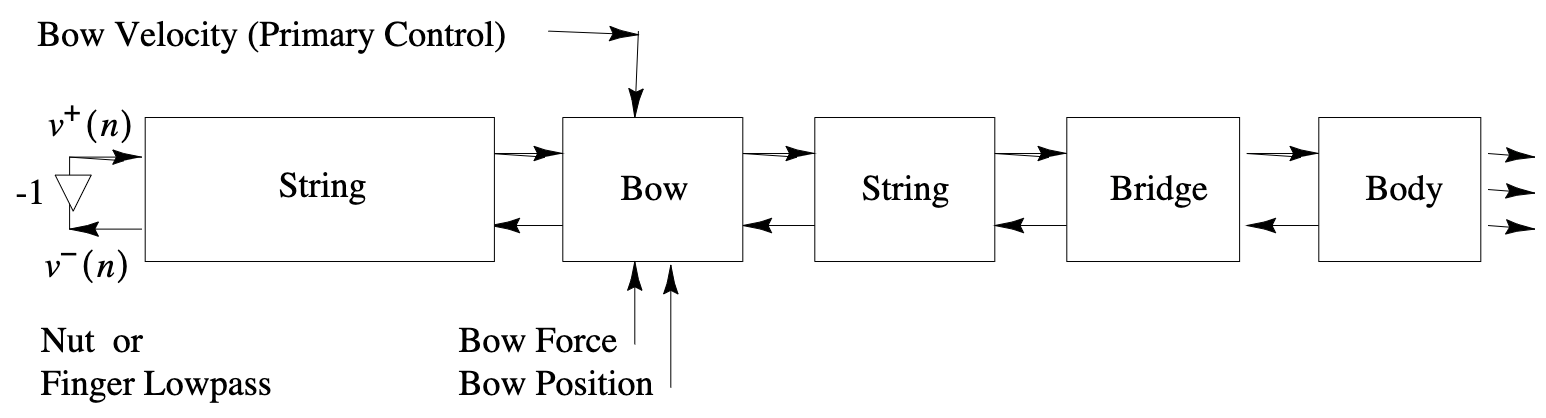 Bow Velocity (Primary Control)
v⁺(n)
-1
String
Bow
String
Bridge
Body
v⁻(n)
Nut or
Finger Lowpass
Bow Force
Bow Position